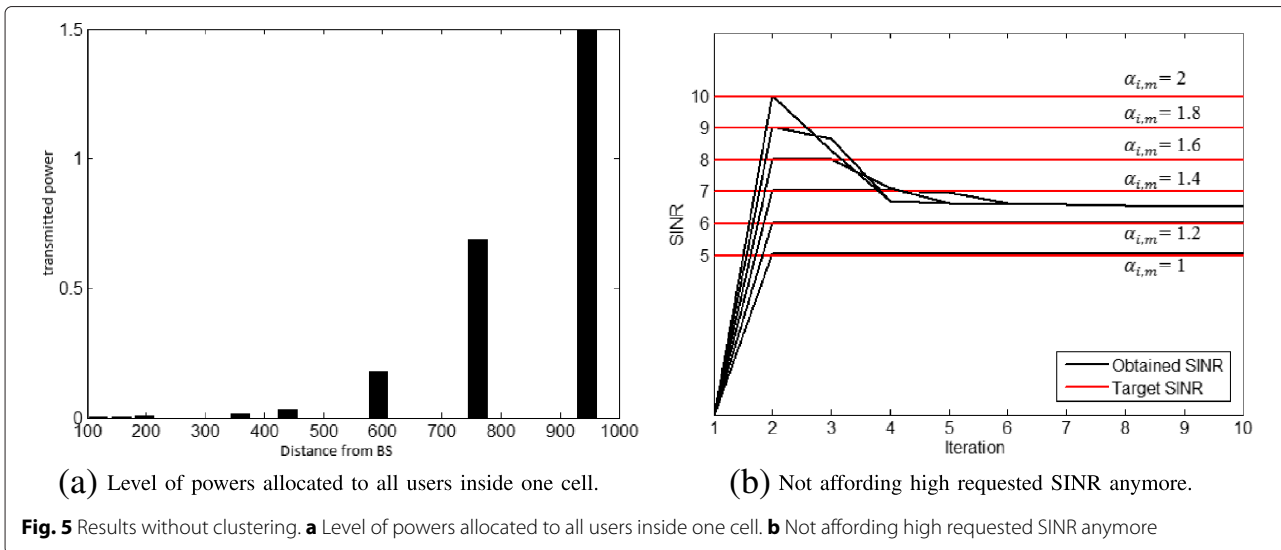 1.5
1
0.5
0
transmitted power
100 200 300 400 500 600 700 800 900 1000
Distance from BS
(a) Level of powers allocated to all users inside one cell.
10
9
8
7
6
5
SINR
α_{i,m} = 2
α_{i,m} = 1.8
α_{i,m} = 1.6
α_{i,m} = 1.4
α_{i,m} = 1.2
α_{i,m} = 1
Obtained SINR
Target SINR
1 2 3 4 5 6 7 8 9 10
Iteration
(b) Not affording high requested SINR anymore.
Fig. 5 Results without clustering. a Level of powers allocated to all users inside one cell. b Not affording high requested SINR anymore